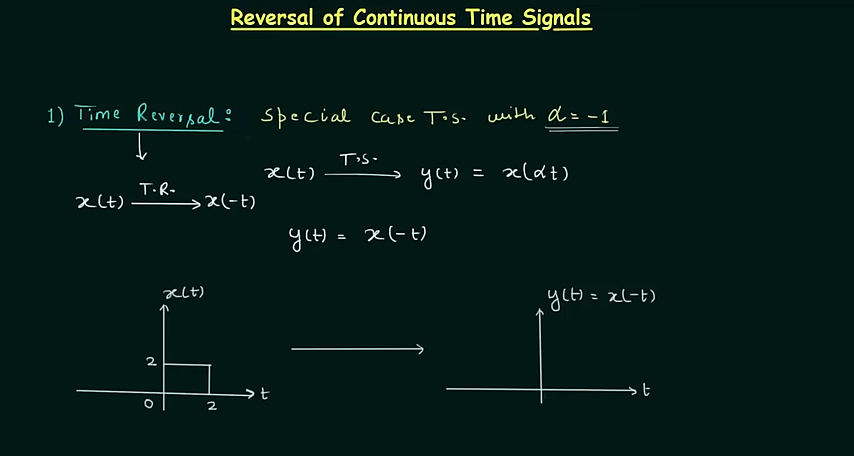 Reversal of Continuous Time Signals
1) Time Reversal: Special case T.S. with α = -1
x(t) T.S. y(t) = x(αt)
x(t) T.R. x(-t)
y(t) = x(-t)
x(t)
y(t) = x(-t)
2
t
t
0
2